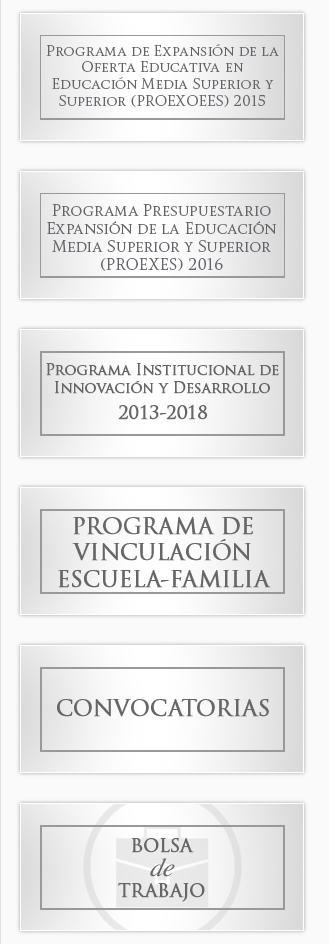 Programa de Expansión de la
Oferta Educativa en
Educación Media Superior y
Superior (PROEXOEES) 2015
Programa Presupuestario
Expansión de la Educación
Media Superior y Superior
(PROEXES) 2016
Programa Institucional de
Innovación y Desarrollo
2013-2018
PROGRAMA DE
VINCULACIÓN
ESCUELA-FAMILIA
CONVOCATORIAS
BOLSA
de
TRABAJO